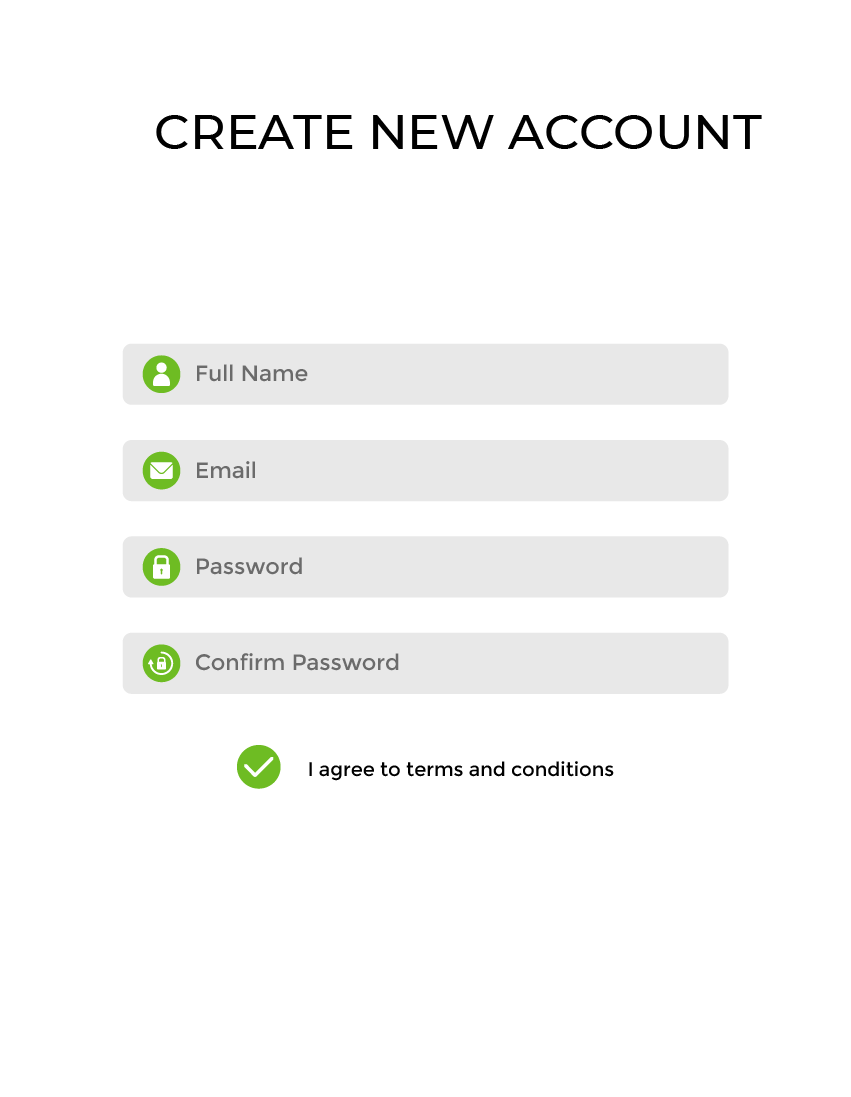 CREATE NEW ACCOUNT
Full Name
Email
Password
Confirm Password
I agree to terms and conditions